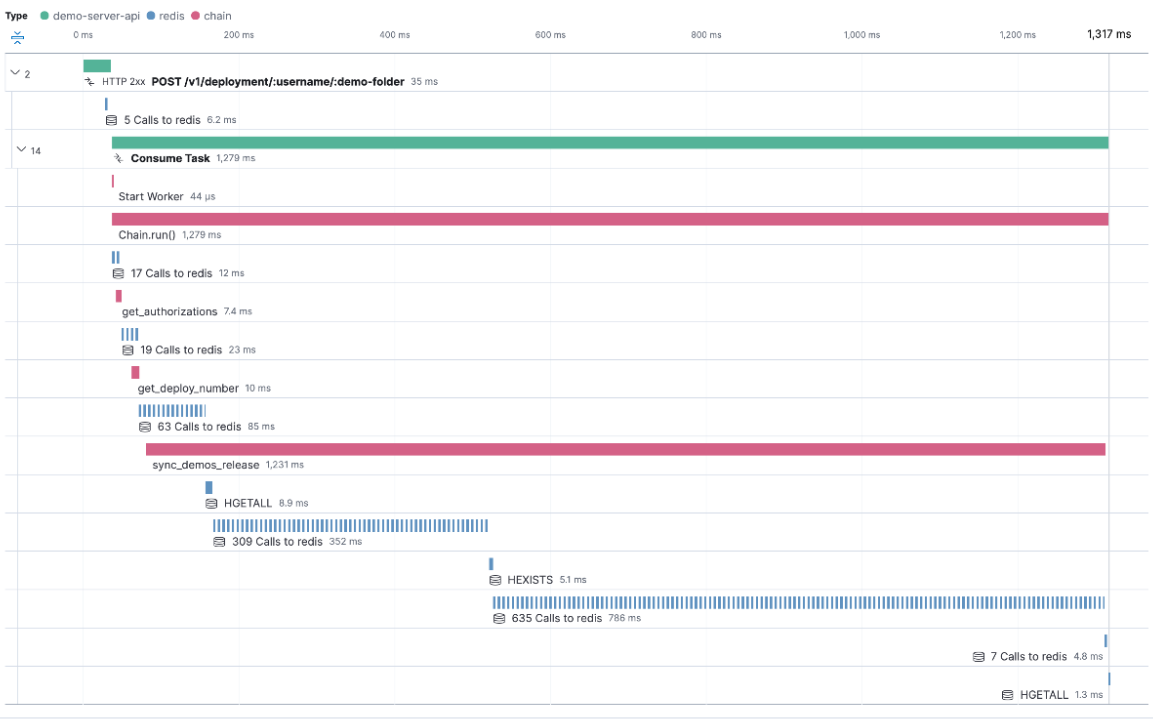 Type demo-server-api redis chain
0 ms 200 ms 400 ms 600 ms 800 ms 1,000 ms 1,200 ms 1,317 ms
2
HTTP 2xx POST /v1/deployment/:username/:demo-folder 35 ms
5 Calls to redis 6.2 ms
14
Consume Task 1,279 ms
Start Worker 44 μs
Chain.run() 1,279 ms
17 Calls to redis 12 ms
get_authorizations 7.4 ms
19 Calls to redis 23 ms
get_deploy_number 10 ms
63 Calls to redis 85 ms
sync_demos_release 1,231 ms
HGETALL 8.9 ms
309 Calls to redis 352 ms
HEXISTS 5.1 ms
635 Calls to redis 786 ms
7 Calls to redis 4.8 ms
HGETALL 1.3 ms